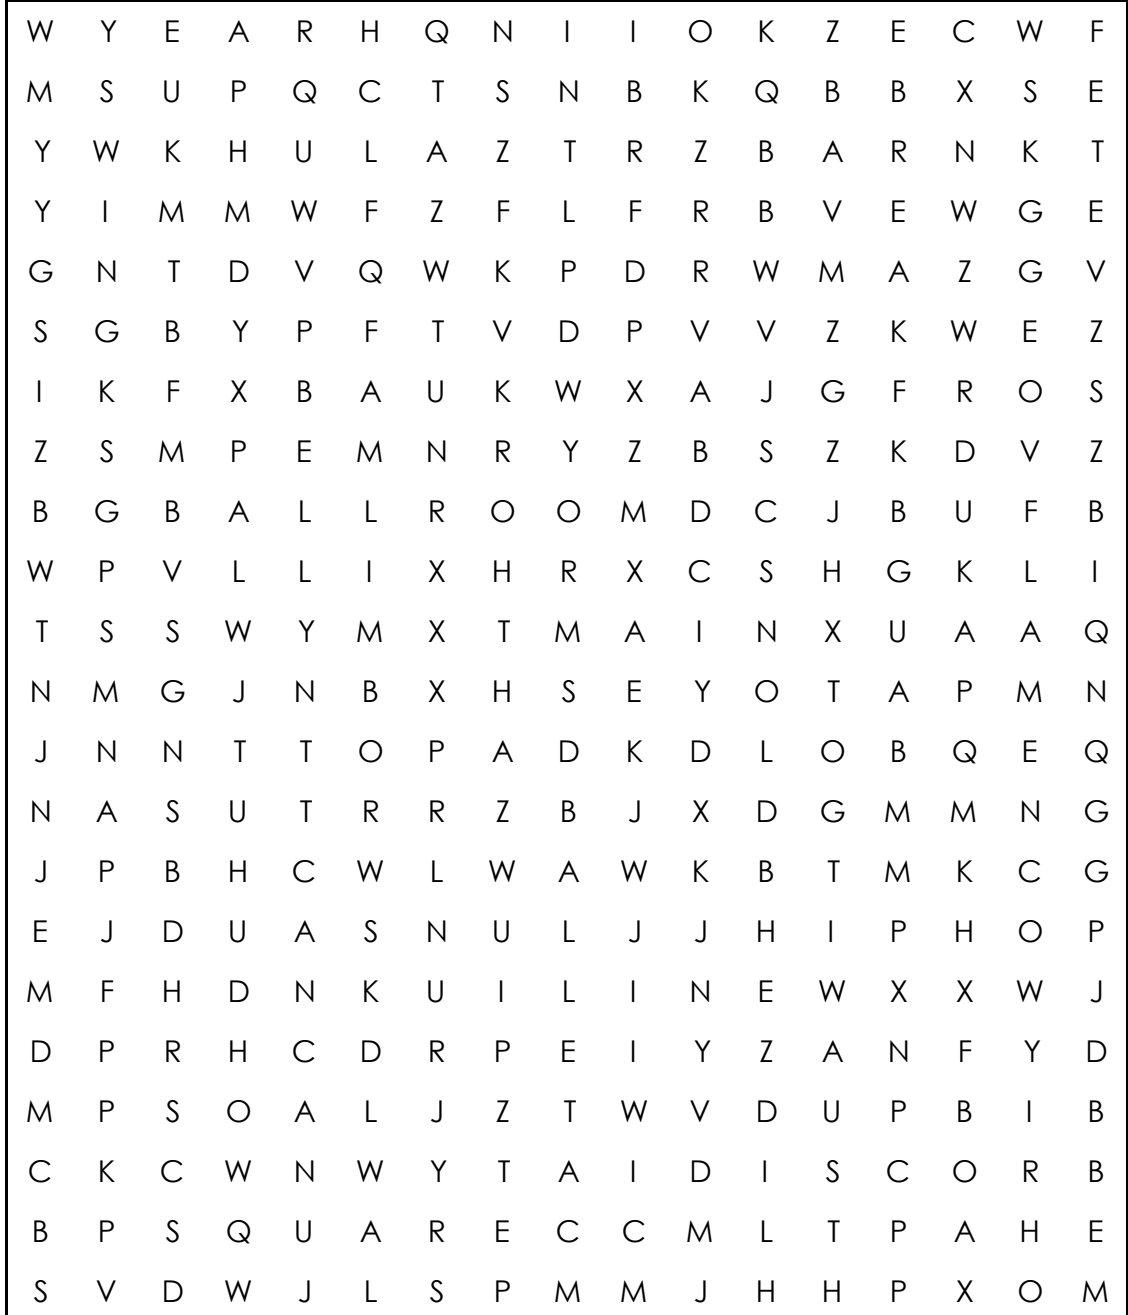 W Y E A R H Q N I I O K Z E C W F
M S U P Q C T S N B K Q B B X S E
Y W K H U L A Z T R Z B A R N K T
Y I M M W F Z F L F R B V E W G E
G N T D V Q W K P D R W M A Z G V
S G B Y P F T V D P V V Z K W E Z
I K F X B A U K W X A J G F R O S
Z S M P E M N R Y Z B S Z K D V Z
B G B A L L R O O M D C J B U F B
W P V L L I X H R X C S H G K L I
T S S W Y M X T M A I N X U A A Q
N M G J N B X H S E Y O T A P M N
J N N T T O P A D K D L O B Q E Q
N A S U T R R Z B J X D G M M N G
J P B H C W L W A W K B T M K C G
E J D U A S N U L J J H I P H O P
M F H D N K U I L I N E W X X W J
D P R H C D R P E I Y Z A N F Y D
M P S O A L J Z T W V D U P B I B
C K C W N W Y T A I D I S C O R B
B P S Q U A R E C C M L T P A H E
S V D W J L S P M M J H H P X O M